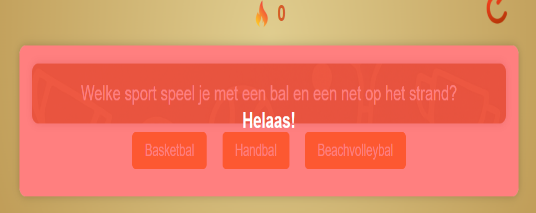 0
Welke sport speel je met een bal en een net op het strand?
Helaas!
Basketbal
Handbal
Beachvolleybal